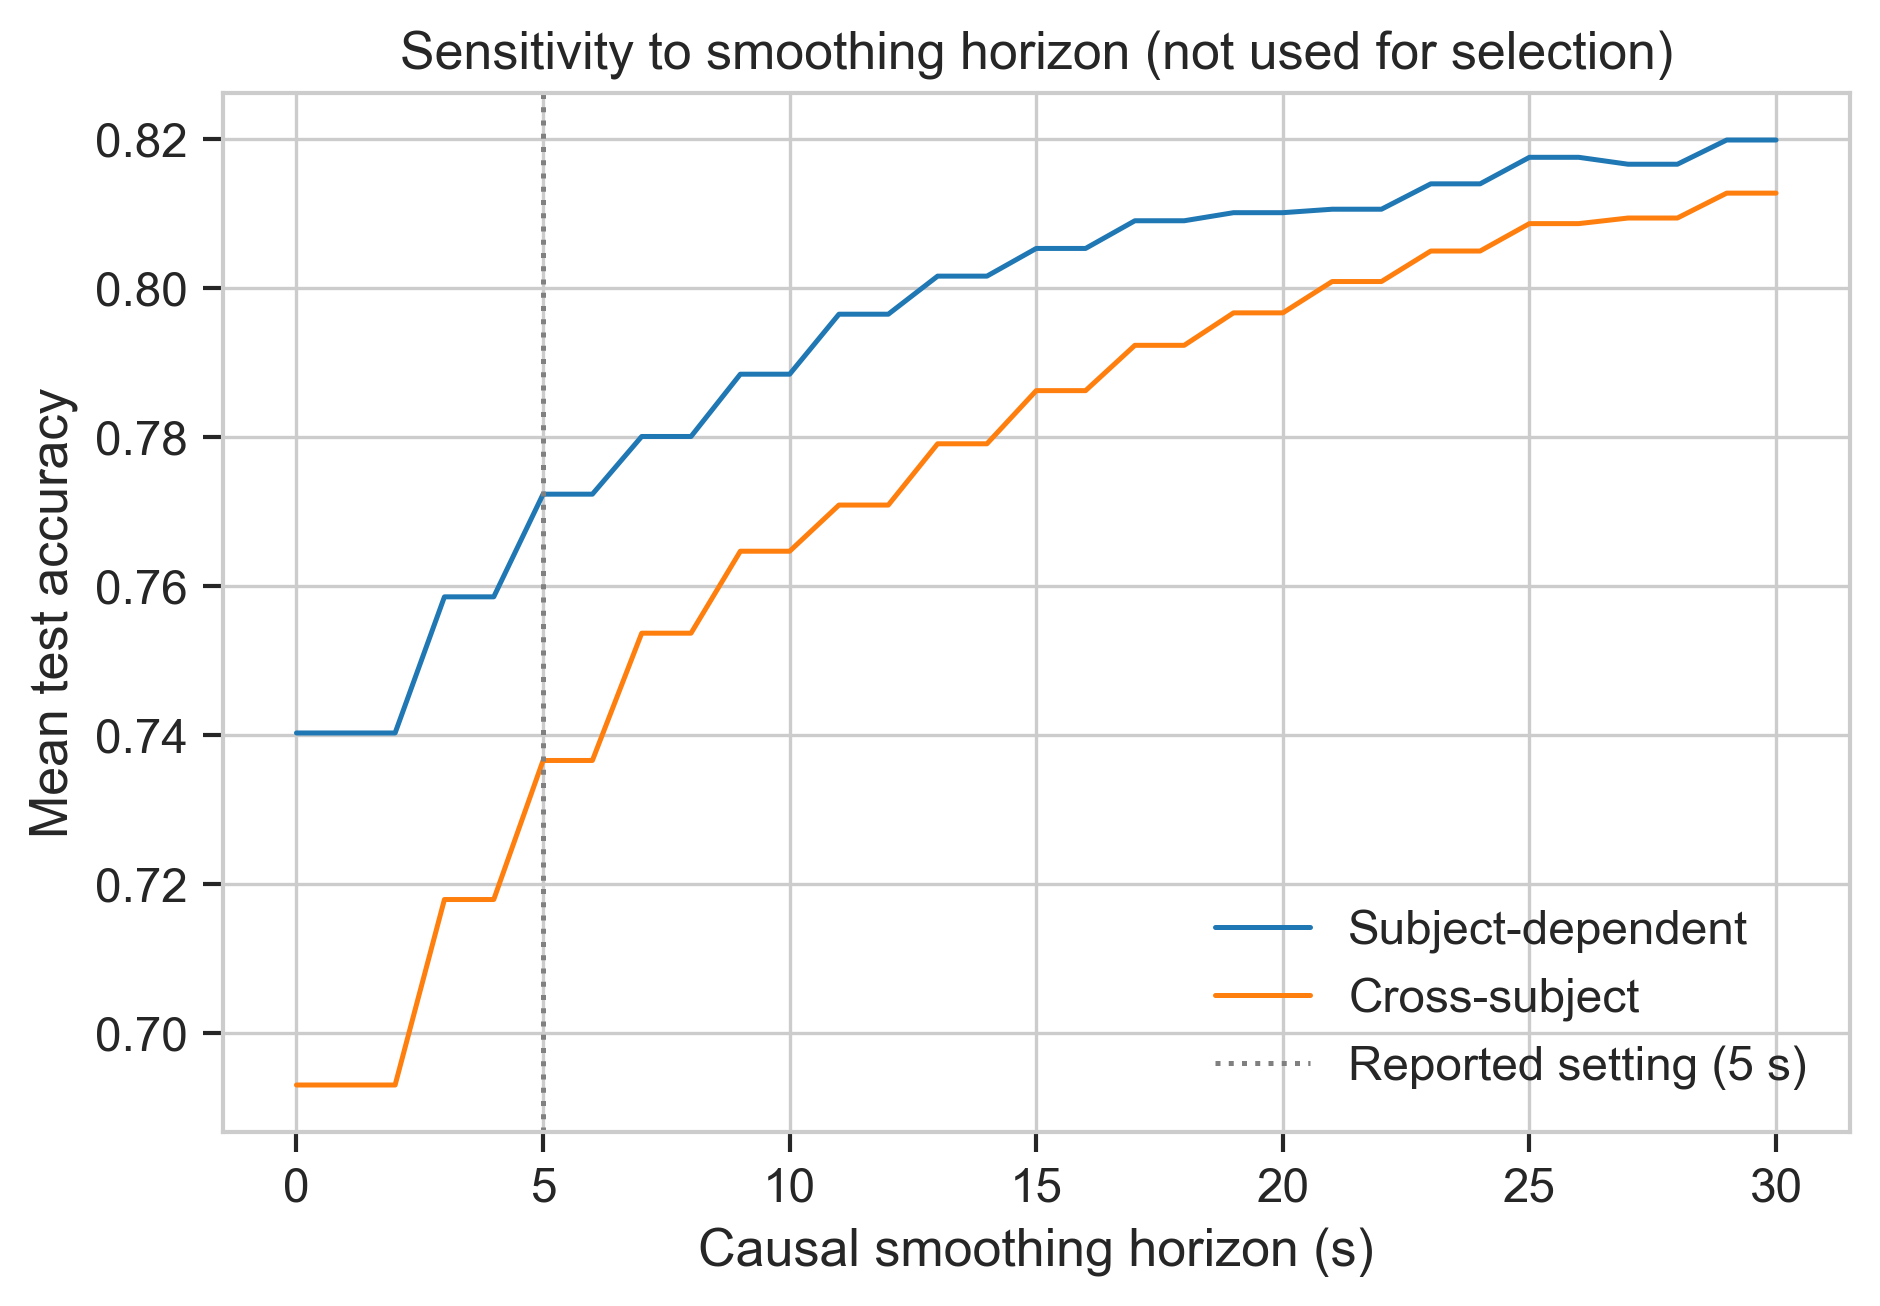 Sensitivity to smoothing horizon (not used for selection)
Mean test accuracy
0.82
0.80
0.78
0.76
0.74
0.72
0.70
Subject-dependent
Cross-subject
Reported setting (5 s)
0 5 10 15 20 25 30
Causal smoothing horizon (s)